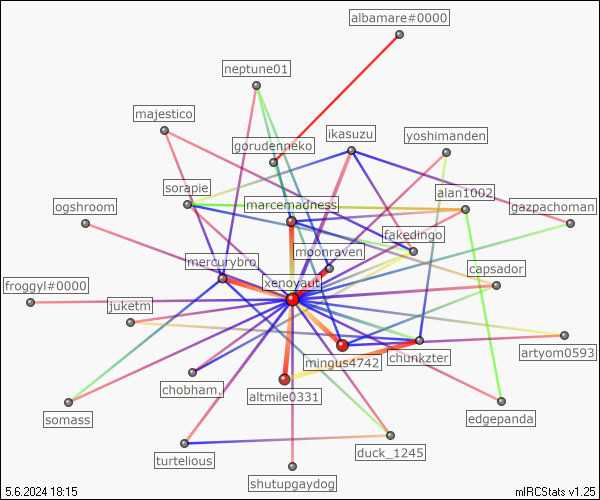 albamare#0000
neptune01
majestico
ikasuzu
yoshimanden
gorudenneko
sorapie
alan1002
marcemadness
ogshroom
gazpachoman
fakedingo
moonraven
mercurybro
capsador
xenoyaut
froggyl#0000
juketm
artyom0593
chunkzter
mingus4742
chobham,
altmile0331
somass
edgepanda
duck_1245
turtelious
shutupgaydog
5.6.2024 18:15
mIRCStats v1.25